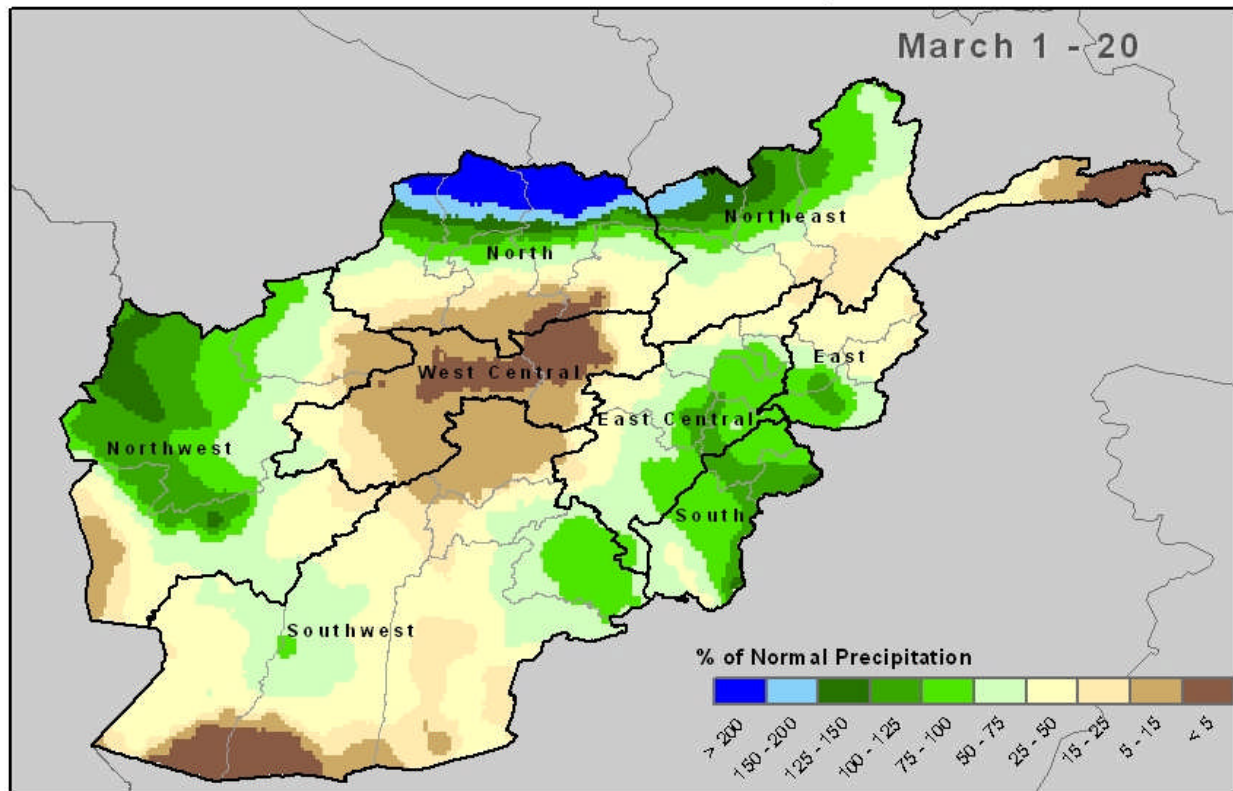 March 1 - 20
Northeast
North
East
West Central
East Central
Northwest
South
Southwest
% of Normal Precipitation
> 200
150 - 200
125 - 150
100 - 125
75 - 100
50 - 75
25 - 50
15 - 25
5 - 15
< 5